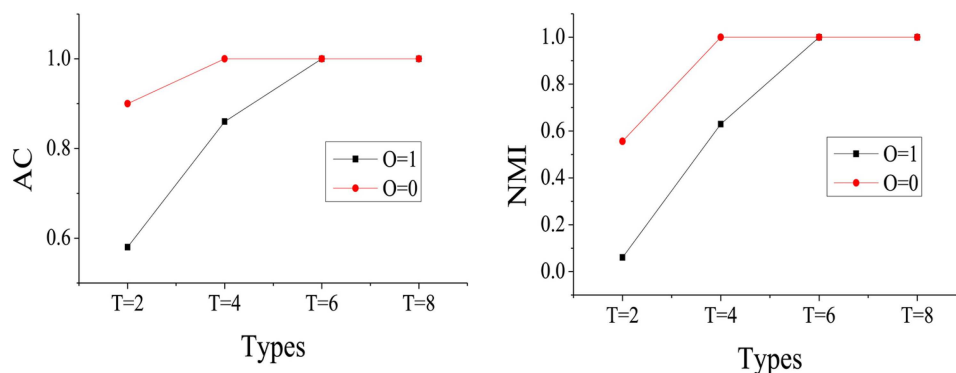 1.0
0.8
0.6
AC
O=1
O=0
T=2 T=4 T=6 T=8
Types
1.0
0.8
0.6
0.4
0.2
0.0
NMI
O=1
O=0
T=2 T=4 T=6 T=8
Types